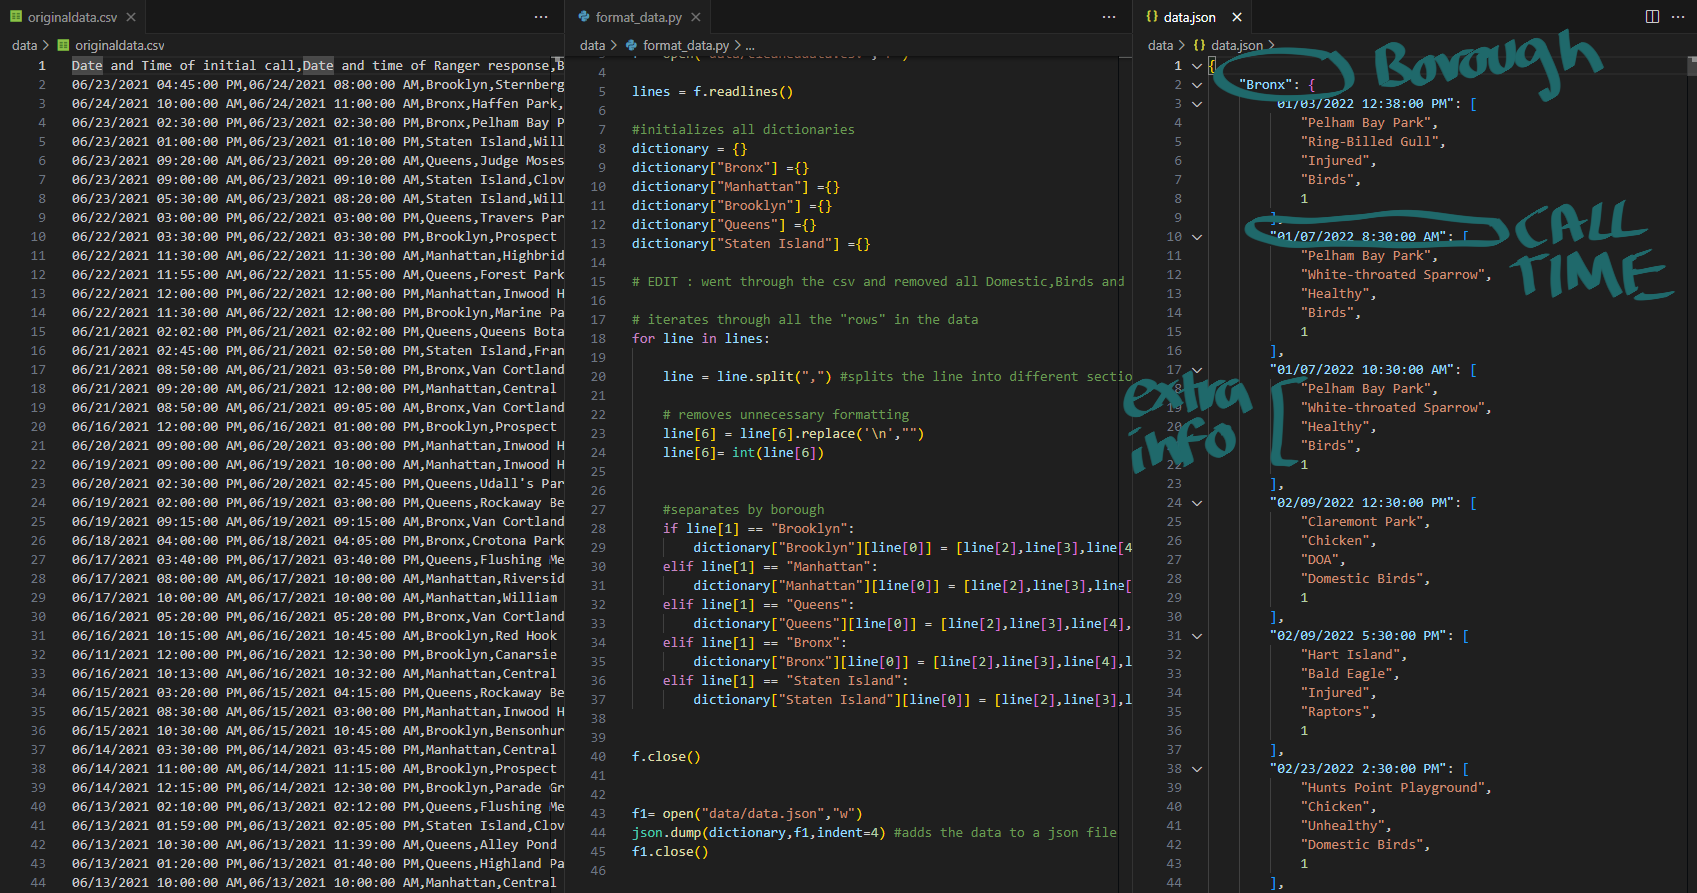 originaldata.csv
data > originaldata.csv
1 Date and Time of initial call,Date and time of Ranger response,B
2 06/23/2021 04:45:00 PM,06/24/2021 08:00:00 AM,Brooklyn,Sternberg
3 06/24/2021 10:00:00 AM,06/24/2021 11:00:00 AM,Bronx,Haffen Park,
4 06/23/2021 02:30:00 PM,06/23/2021 02:30:00 PM,Bronx,Pelham Bay P
5 06/23/2021 01:00:00 PM,06/23/2021 01:10:00 PM,Staten Island,Will
6 06/23/2021 09:20:00 AM,06/23/2021 09:20:00 AM,Queens,Judge Moses
7 06/23/2021 09:00:00 AM,06/23/2021 09:10:00 AM,Staten Island,Clov
8 06/23/2021 05:30:00 AM,06/23/2021 08:20:00 AM,Staten Island,Will
9 06/22/2021 03:00:00 PM,06/22/2021 03:00:00 PM,Queens,Travers Par
10 06/22/2021 03:30:00 PM,06/22/2021 03:30:00 PM,Brooklyn,Prospect
11 06/22/2021 11:30:00 AM,06/22/2021 11:30:00 AM,Manhattan,Highbrid
12 06/22/2021 11:55:00 AM,06/22/2021 11:55:00 AM,Queens,Forest Park
13 06/22/2021 12:00:00 PM,06/22/2021 12:00:00 PM,Manhattan,Inwood H
14 06/22/2021 11:30:00 AM,06/22/2021 12:00:00 PM,Brooklyn,Marine Pa
15 06/21/2021 02:02:00 PM,06/21/2021 02:02:00 PM,Queens,Queens Bota
16 06/21/2021 02:45:00 PM,06/21/2021 02:50:00 PM,Staten Island,Fran
17 06/21/2021 08:50:00 AM,06/21/2021 03:50:00 PM,Bronx,Van Cortland
18 06/21/2021 09:20:00 AM,06/21/2021 12:00:00 PM,Manhattan,Central
19 06/21/2021 08:50:00 AM,06/21/2021 09:05:00 AM,Bronx,Van Cortland
20 06/16/2021 12:00:00 PM,06/16/2021 01:00:00 PM,Brooklyn,Prospect
21 06/20/2021 09:00:00 AM,06/20/2021 03:00:00 PM,Manhattan,Inwood H
22 06/19/2021 09:00:00 AM,06/19/2021 10:00:00 AM,Manhattan,Inwood H
23 06/20/2021 02:30:00 PM,06/20/2021 02:45:00 PM,Queens,Udall's Par
24 06/19/2021 02:00:00 PM,06/19/2021 03:00:00 PM,Queens,Rockaway Be
25 06/19/2021 09:15:00 AM,06/19/2021 09:15:00 AM,Bronx,Van Cortland
26 06/18/2021 04:00:00 PM,06/18/2021 04:05:00 PM,Bronx,Crotona Park
27 06/17/2021 03:40:00 PM,06/17/2021 03:40:00 PM,Queens,Flushing Me
28 06/17/2021 08:00:00 AM,06/17/2021 10:00:00 AM,Manhattan,Riversid
29 06/17/2021 10:00:00 AM,06/17/2021 10:00:00 AM,Manhattan,William
30 06/16/2021 05:20:00 PM,06/16/2021 05:20:00 PM,Bronx,Van Cortland
31 06/16/2021 10:15:00 AM,06/16/2021 10:45:00 AM,Brooklyn,Red Hook
32 06/11/2021 12:00:00 PM,06/16/2021 12:30:00 PM,Brooklyn,Canarsie
33 06/16/2021 10:13:00 AM,06/16/2021 10:32:00 AM,Manhattan,Central
34 06/15/2021 03:20:00 PM,06/15/2021 04:15:00 PM,Queens,Rockaway Be
35 06/15/2021 08:30:00 AM,06/15/2021 03:00:00 PM,Manhattan,Inwood H
36 06/15/2021 10:30:00 AM,06/15/2021 10:45:00 AM,Brooklyn,Bensonhur
37 06/14/2021 03:30:00 PM,06/14/2021 03:45:00 PM,Manhattan,Central
38 06/14/2021 11:00:00 AM,06/14/2021 11:15:00 AM,Brooklyn,Prospect
39 06/14/2021 12:15:00 PM,06/14/2021 12:30:00 PM,Brooklyn,Parade Gr
40 06/13/2021 02:10:00 PM,06/13/2021 02:12:00 PM,Queens,Flushing Me
41 06/13/2021 01:59:00 PM,06/13/2021 02:05:00 PM,Staten Island,Clov
42 06/13/2021 10:30:00 AM,06/13/2021 11:39:00 AM,Queens,Alley Pond
43 06/13/2021 01:20:00 PM,06/13/2021 01:40:00 PM,Queens,Highland Pa
44 06/13/2021 10:00:00 AM,06/13/2021 10:00:00 AM,Manhattan,Central
format_data.py
data > format_data.py > ...
4
5 lines = f.readlines()
6
7 #initializes all dictionaries
8 dictionary = {}
9 dictionary["Bronx"] ={}
10 dictionary["Manhattan"] ={}
11 dictionary["Brooklyn"] ={}
12 dictionary["Queens"] ={}
13 dictionary["Staten Island"] ={}
14
15 # EDIT : went through the csv and removed all Domestic,Birds and
16
17 # iterates through all the "rows" in the data
18 for line in lines:
19
20 line = line.split(",") #splits the line into different sectio
21
22 # removes unnecessary formatting
23 line[6] = line[6].replace('\n',"")
24 line[6]= int(line[6])
25
26
27 #separates by borough
28 if line[1] == "Brooklyn":
29 dictionary["Brooklyn"][line[0]] = [line[2],line[3],line[4
30 elif line[1] == "Manhattan":
31 dictionary["Manhattan"][line[0]] = [line[2],line[3],line[
32 elif line[1] == "Queens":
33 dictionary["Queens"][line[0]] = [line[2],line[3],line[4],
34 elif line[1] == "Bronx":
35 dictionary["Bronx"][line[0]] = [line[2],line[3],line[4],l
36 elif line[1] == "Staten Island":
37 dictionary["Staten Island"][line[0]] = [line[2],line[3],l
38
39
40 f.close()
41
42
43 f1= open("data/data.json","w")
44 json.dump(dictionary,f1,indent=4) #adds the data to a json file
45 f1.close()
46
data.json
data > {} data.json >
1 {
2 "Bronx": {
3 "01/03/2022 12:38:00 PM": [
4 "Pelham Bay Park",
5 "Ring-Billed Gull",
6 "Injured",
7 "Birds",
8 1
9 ],
10 "01/07/2022 8:30:00 AM": [
11 "Pelham Bay Park",
12 "White-throated Sparrow",
13 "Healthy",
14 "Birds",
15 1
16 ],
17 "01/07/2022 10:30:00 AM": [
18 "Pelham Bay Park",
19 "White-throated Sparrow",
20 "Healthy",
"Birds",
22 1
23 ],
24 "02/09/2022 12:30:00 PM": [
25 "Claremont Park",
26 "Chicken",
27 "DOA",
28 "Domestic Birds",
29 1
30 ],
31 "02/09/2022 5:30:00 PM": [
32 "Hart Island",
33 "Bald Eagle",
34 "Injured",
35 "Raptors",
36 1
37 ],
38 "02/23/2022 2:30:00 PM": [
39 "Hunts Point Playground",
40 "Chicken",
41 "Unhealthy",
42 "Domestic Birds",
43 1
44 ],
Borough
CALL
TIME
extra
info